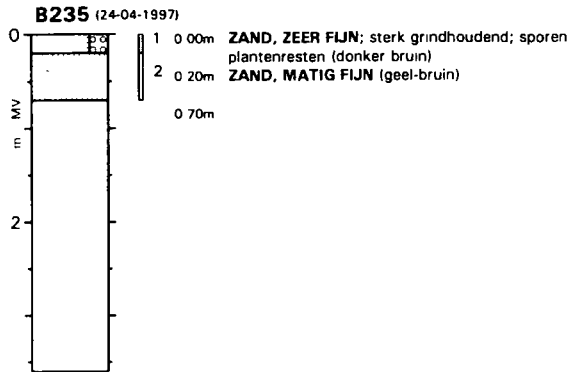 B235 (24-04-1997)
0
1 0 00m ZAND, ZEER FIJN; sterk grindhoudend; sporen
plantenresten (donker bruin)
2 0 20m ZAND, MATIG FIJN (geel-bruin)
m MV
0 70m
2